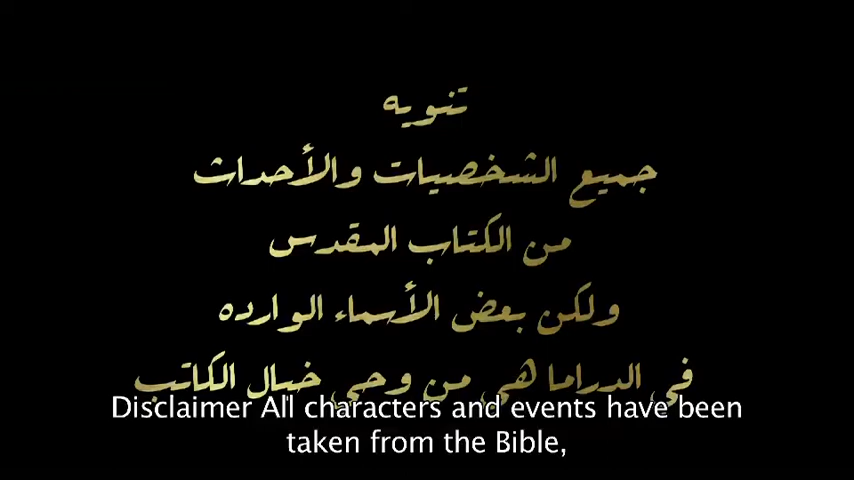 تنويه
جميع الشخصيات والأحداث
من الكتاب المقدس
ولكن بعض الأسماء الوارده
في الدراما هي من وحي خيال الكاتب
Disclaimer All characters and events have been
taken from the Bible,